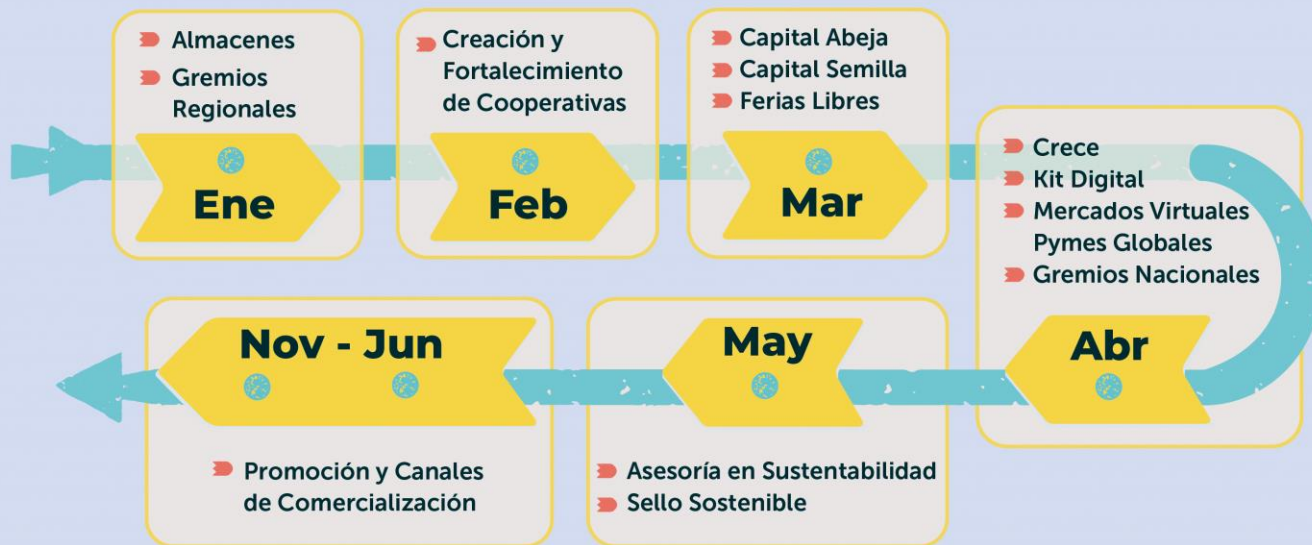 Almacenes
Gremios
Regionales
Ene
Creación y
Fortalecimiento
de Cooperativas
Feb
Capital Abeja
Capital Semilla
Ferias Libres
Mar
Crece
Kit Digital
Mercados Virtuales
Pymes Globales
Gremios Nacionales
Abr
May
Asesoría en Sustentabilidad
Sello Sostenible
Nov - Jun
Promoción y Canales
de Comercialización